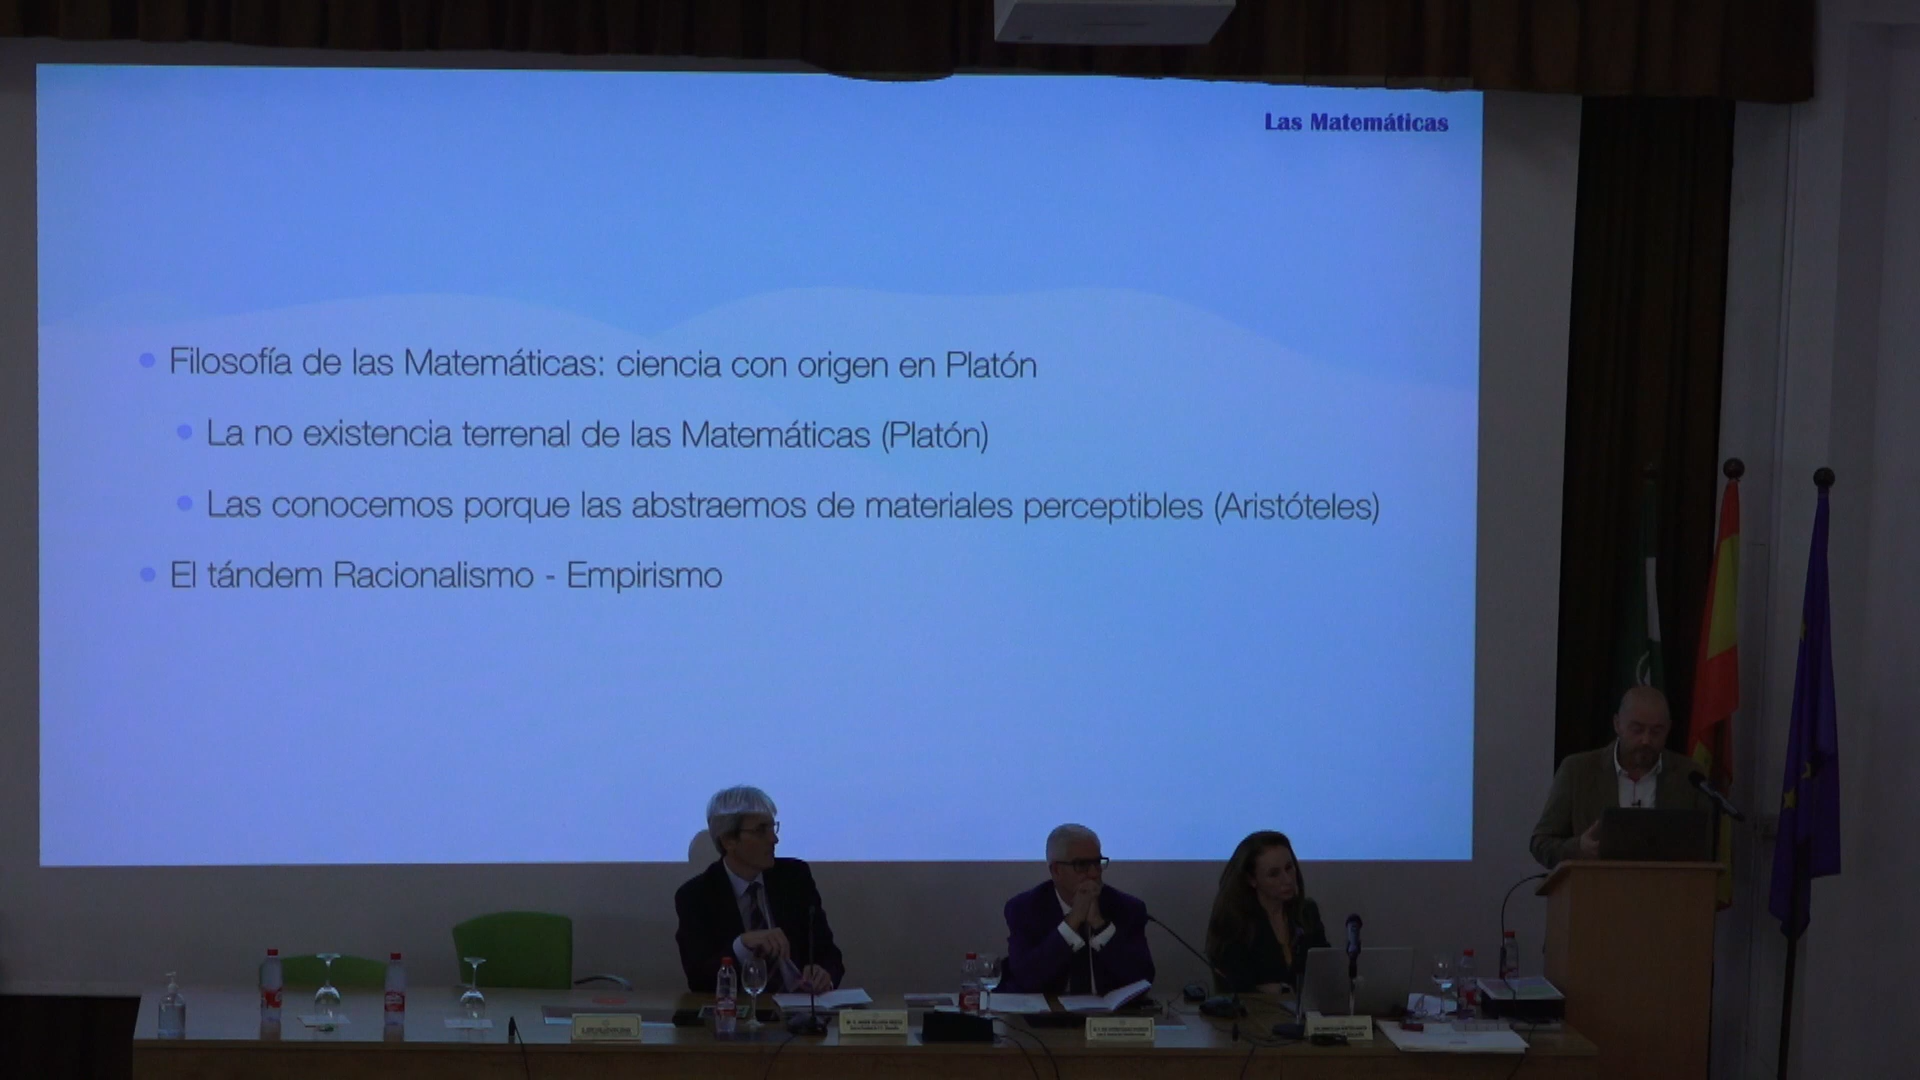 Las Matemáticas
Filosofía de las Matemáticas: ciencia con origen en Platón
La no existencia terrenal de las Matemáticas (Platón)
Las conocemos porque las abstraemos de materiales perceptibles (Aristóteles)
El tándem Racionalismo - Empirismo